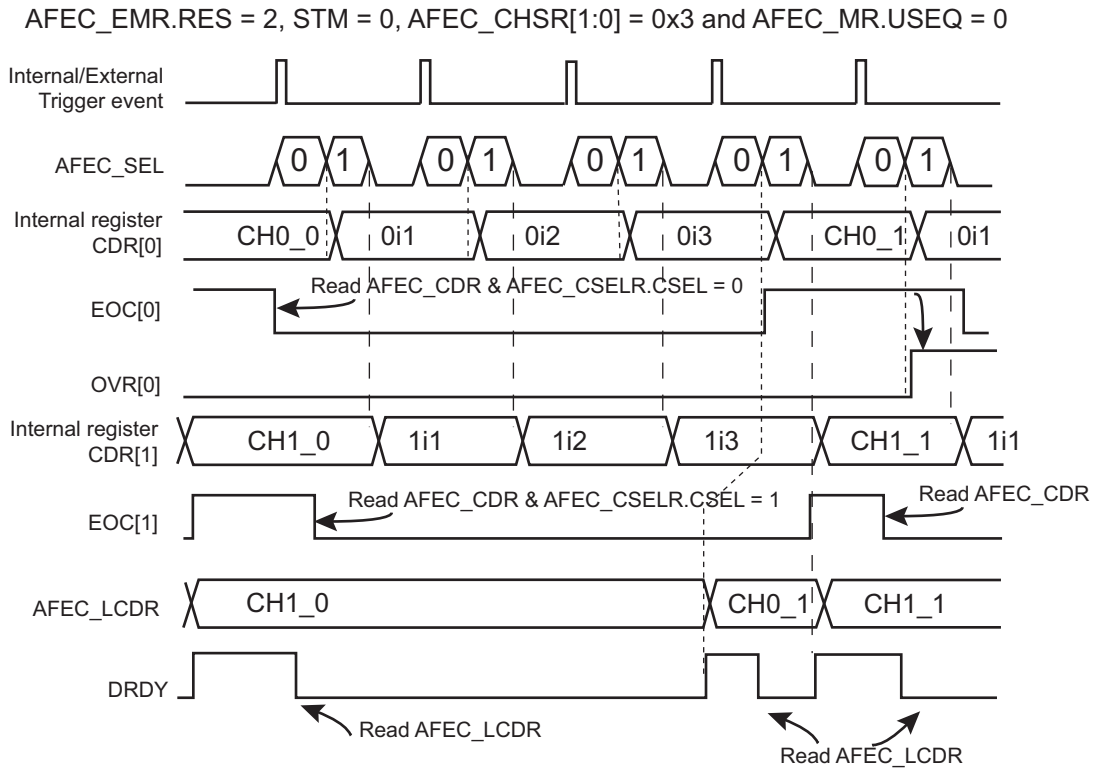 AFEC_EMR.RES = 2, STM = 0, AFEC_CHSR[1:0] = 0x3 and AFEC_MR.USEQ = 0
Internal/External
Trigger event
AFEC_SEL
0 1 0 1 0 1 0 1 0 1
Internal register
CDR[0]
CH0_0 0i1 0i2 0i3 CH0_1 0i1
Read AFEC_CDR & AFEC_CSELR.CSEL = 0
EOC[0]
OVR[0]
Internal register
CDR[1]
CH1_0 1i1 1i2 1i3 CH1_1 1i1
Read AFEC_CDR & AFEC_CSELR.CSEL = 1
Read AFEC_CDR
EOC[1]
AFEC_LCDR
CH1_0 CH0_1 CH1_1
DRDY
Read AFEC_LCDR
Read AFEC_LCDR